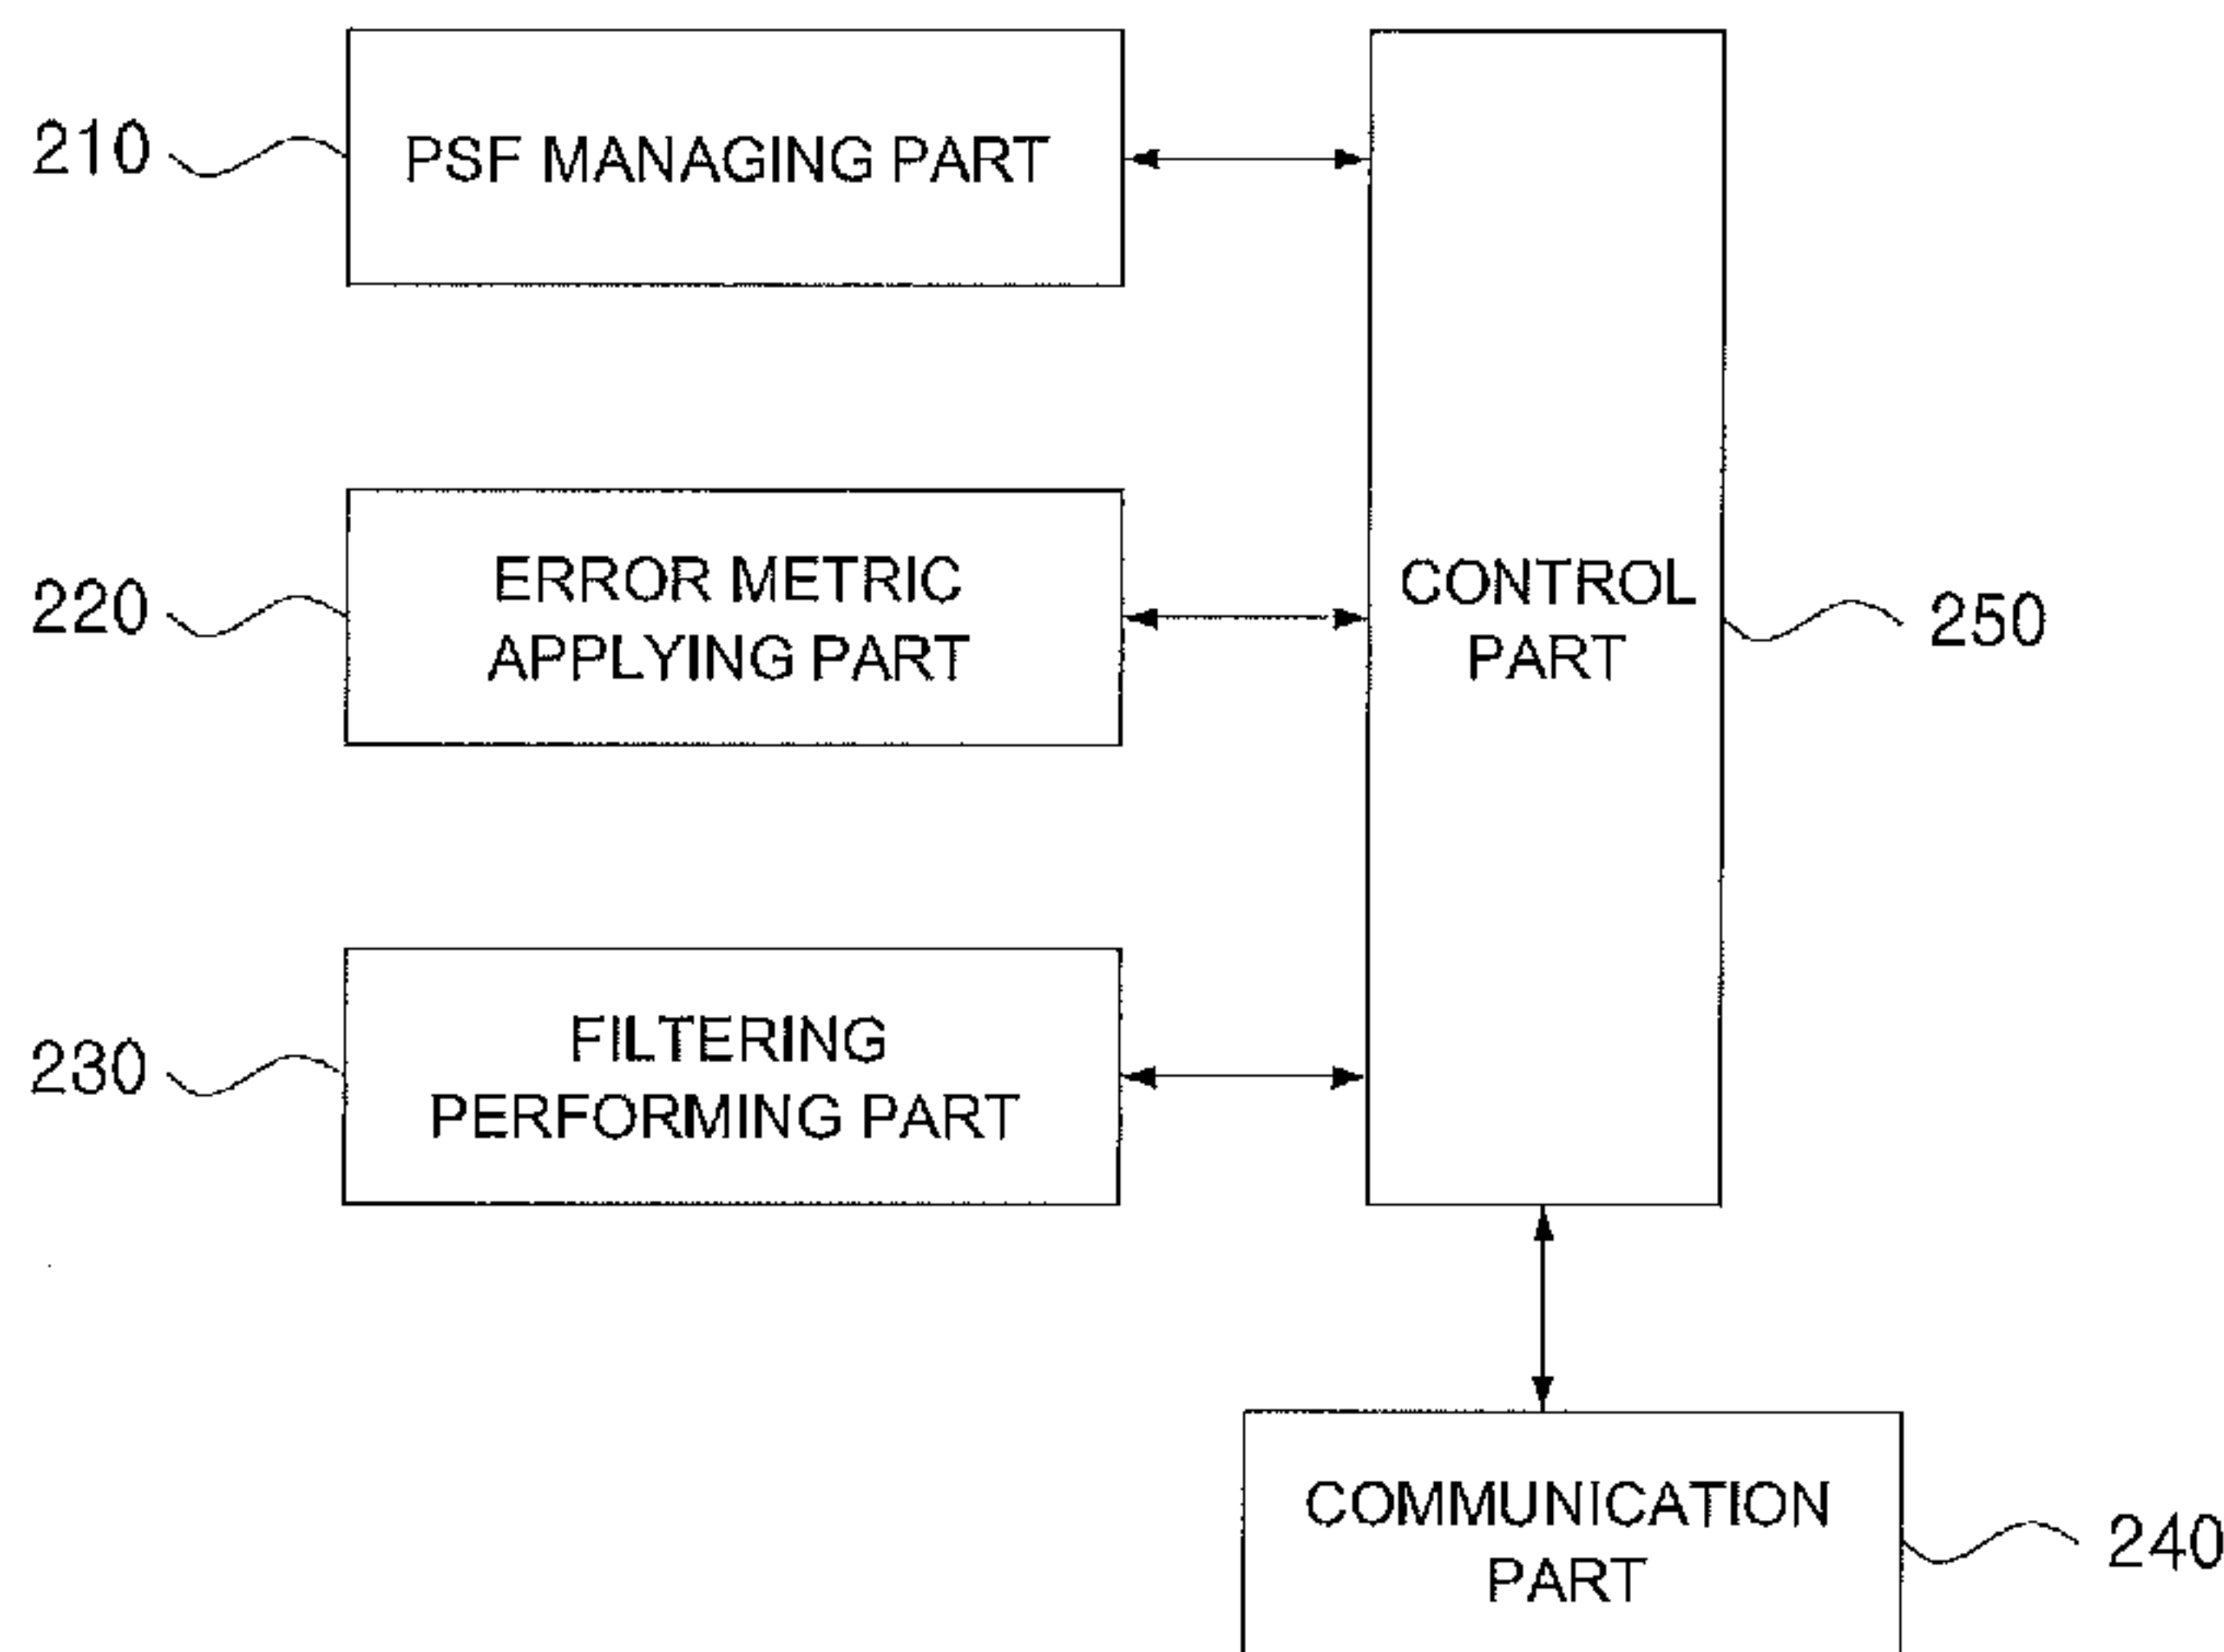 210
PSF MANAGING PART
220
ERROR METRIC
APPLYING PART
CONTROL
PART
250
230
FILTERING
PERFORMING PART
COMMUNICATION
PART
240